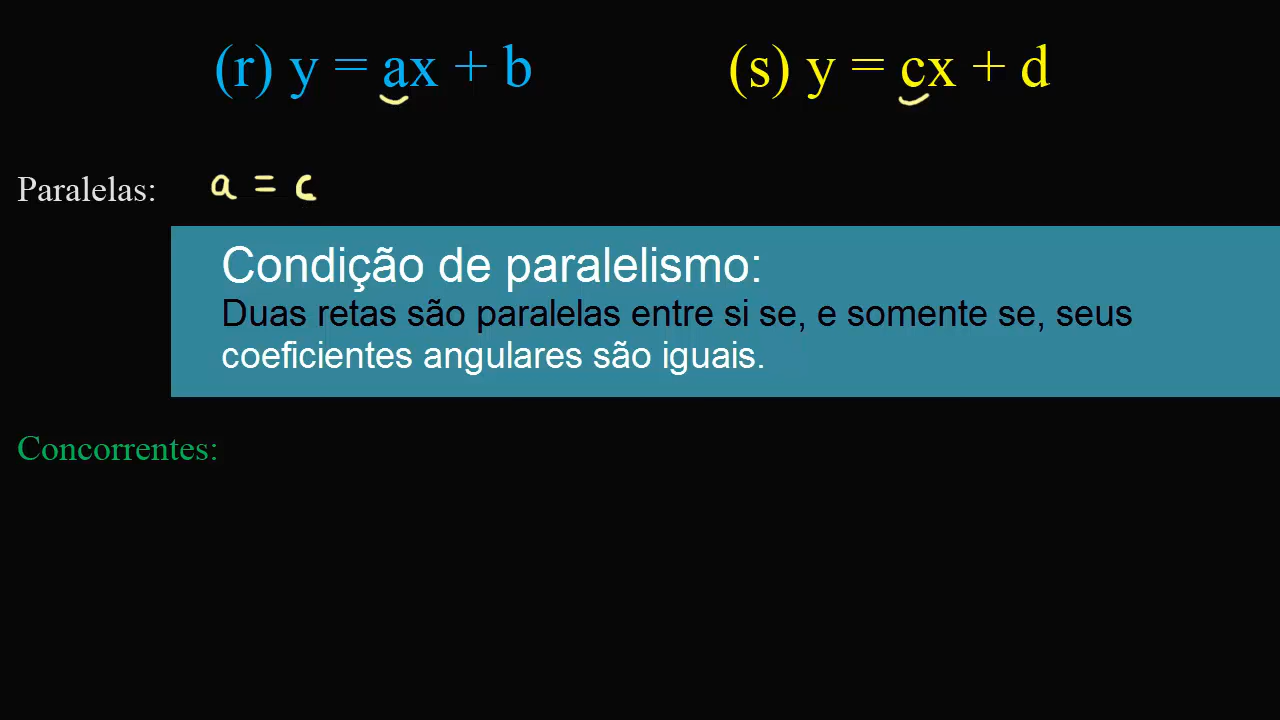 (r) y = ax + b (s) y = cx + d
Paralelas: a = c
Condição de paralelismo:
Duas retas são paralelas entre si se, e somente se, seus
coeficientes angulares são iguais.
Concorrentes: